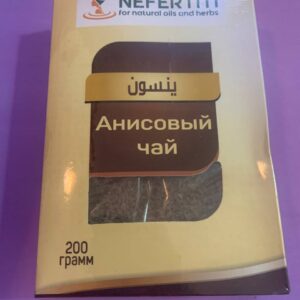 NEFERTITI
for natural oils and herbs
ينسون
Анисовый
чай
200
грамм